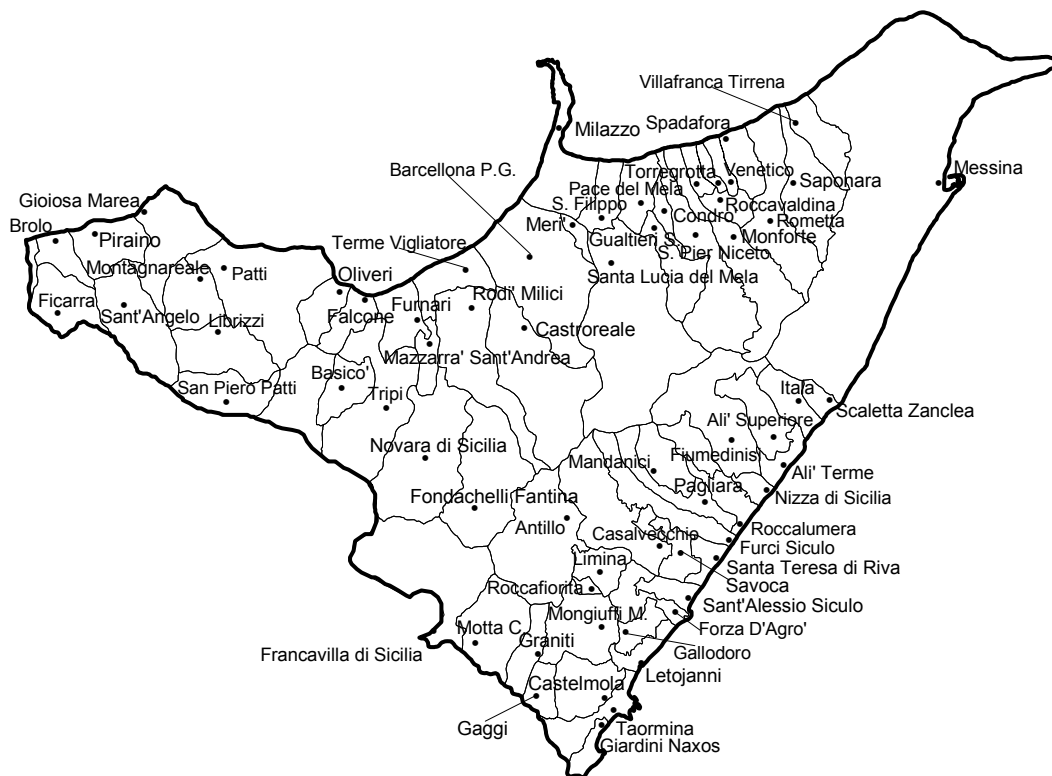 Villafranca Tirrena
Milazzo
Spadafora
Barcellona P.G.
Torregrotta
Venetico
Messina
Pace del Mela
Saponara
Gioiosa Marea
S. Filippo
Roccavaldina
Brolo
Piraino
Terme Vigliatore
Meri'
Condro
Rometta
Gualtieri S.
Monforte
S. Pier Niceto
Montagnareale
Patti
Oliveri
Santa Lucia del Mela
Ficarra
Sant'Angelo
Librizzi
Falcone
Furnari
Rodi' Milici
Castroreale
Mazzarra' Sant'Andrea
San Piero Patti
Basico'
Tripi
Itala
Scaletta Zanclea
Ali' Superiore
Novara di Sicilia
Mandanici
Fiumedinisi
Ali' Terme
Pagliara
Nizza di Sicilia
Fondachelli Fantina
Antillo
Casalvecchio
Roccalumera
Furci Siculo
Limina
Santa Teresa di Riva
Savoca
Roccafiorita
Sant'Alessio Siculo
Mongiuffi M.
Forza D'Agro'
Motta C.
Graniti
Francavilla di Sicilia
Gallodoro
Letojanni
Castelmola
Gaggi
Taormina
Giardini Naxos